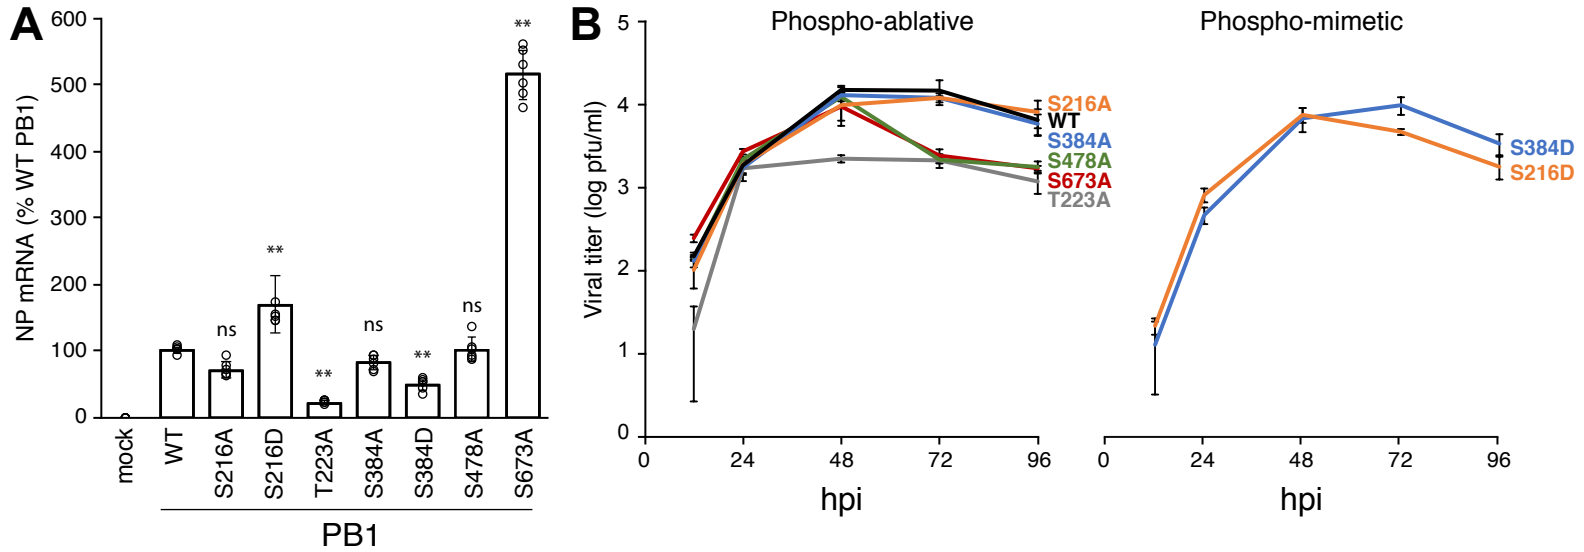 A
NP mRNA (% WT PB1)
600
500
400
300
200
100
0
ns
**
**
ns
**
ns
**
mock
WT
S216A
S216D
T223A
S384A
S384D
S478A
S673A
PB1
B
Phospho-ablative
Viral titer (log pfu/ml)
5
4
3
2
1
0
0 24 48 72 96
hpi
S216A
WT
S384A
S478A
S673A
T223A
Phospho-mimetic
0 24 48 72 96
hpi
S384D
S216D